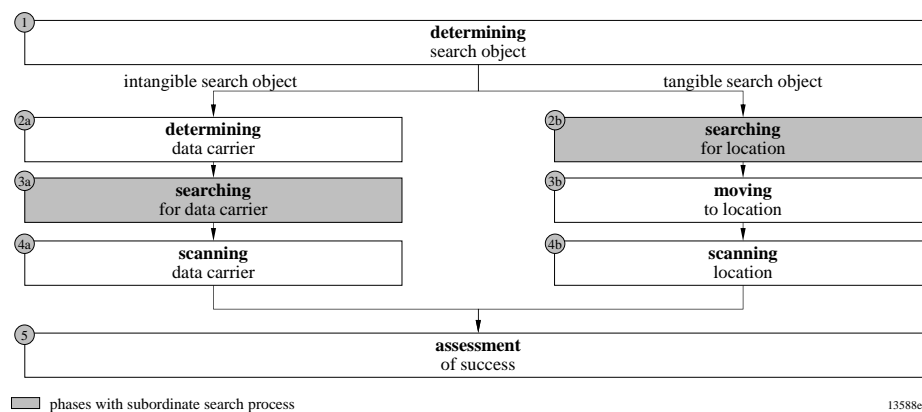 1
determining
search object
intangible search object
tangible search object
2a
determining
data carrier
2b
searching
for location
3a
searching
for data carrier
3b
moving
to location
4a
scanning
data carrier
4b
scanning
location
5
assessment
of success
phases with subordinate search process
13588e